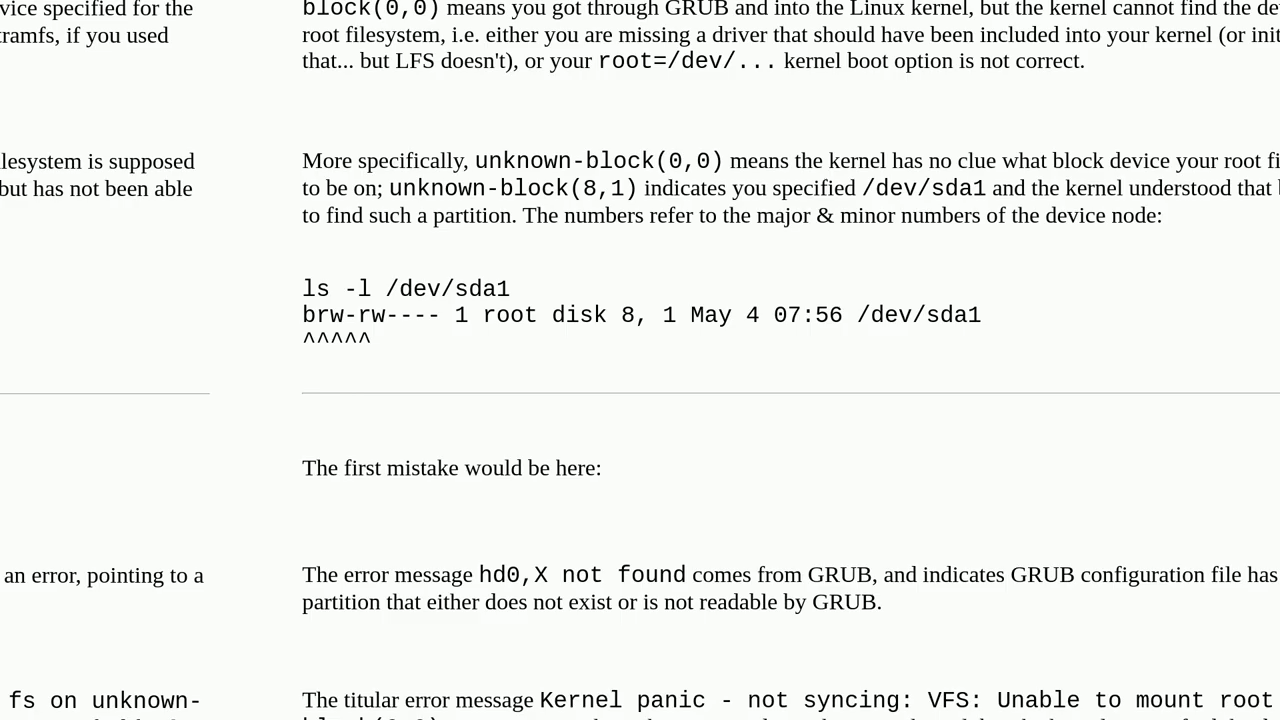 vice specified for the
tramfs, if you used
lesystem is supposed
but has not been able
an error, pointing to a
fs on unknown-
block(0,0) means you got through GRUB and into the Linux kernel, but the kernel cannot find the de
root filesystem, i.e. either you are missing a driver that should have been included into your kernel (or init
that... but LFS doesn't), or your root=/dev/... kernel boot option is not correct.
More specifically, unknown-block(0,0) means the kernel has no clue what block device your root fi
to be on; unknown-block(8,1) indicates you specified /dev/sda1 and the kernel understood that b
to find such a partition. The numbers refer to the major & minor numbers of the device node:
ls -l /dev/sda1
brw-rw---- 1 root disk 8, 1 May 4 07:56 /dev/sda1
^^^^^
The first mistake would be here:
The error message hd0,X not found comes from GRUB, and indicates GRUB configuration file has
partition that either does not exist or is not readable by GRUB.
The titular error message Kernel panic - not syncing: VFS: Unable to mount root